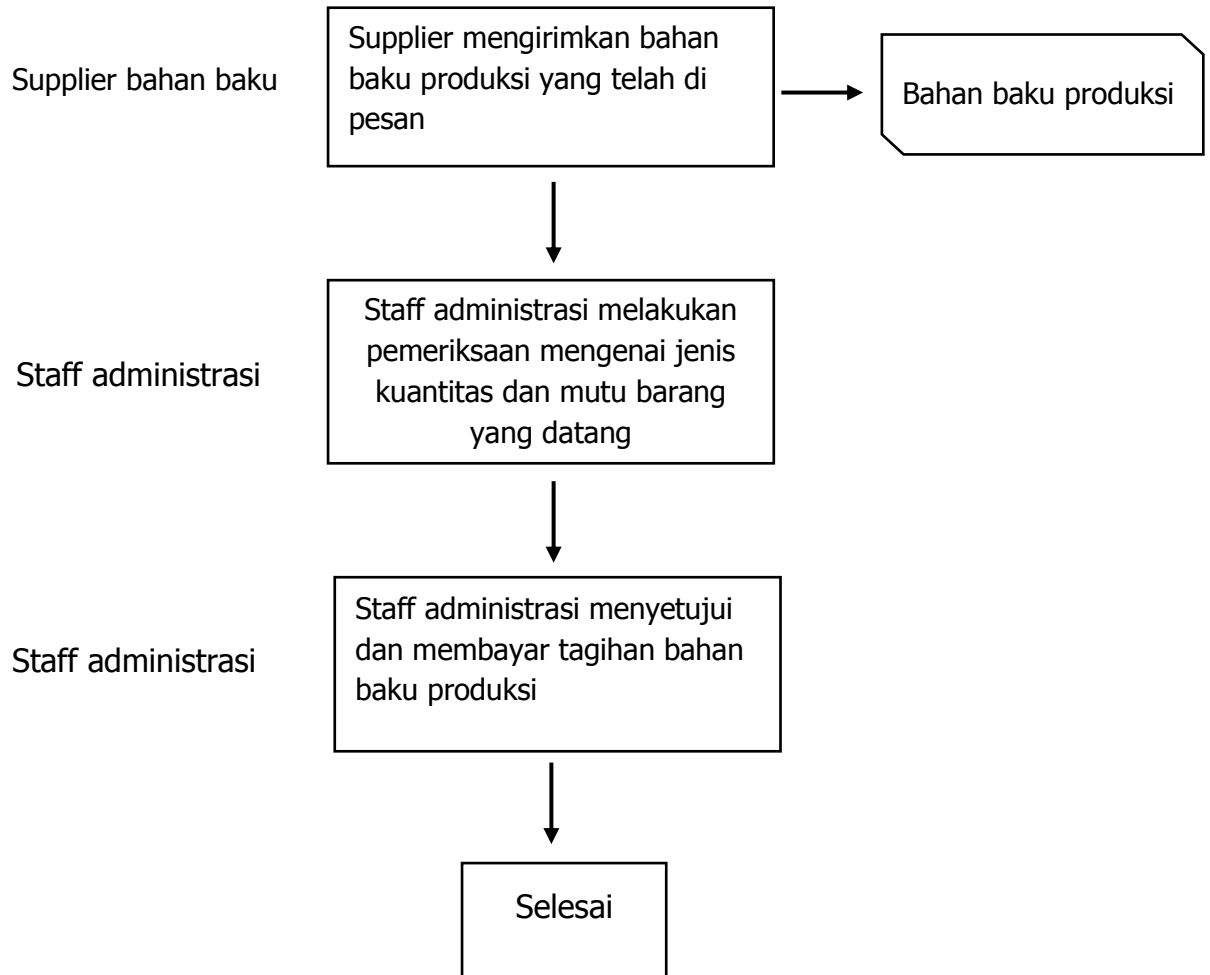 Supplier bahan baku
Supplier mengirimkan bahan
baku produksi yang telah di
pesan
Bahan baku produksi
Staff administrasi
Staff administrasi melakukan
pemeriksaan mengenai jenis
kuantitas dan mutu barang
yang datang
Staff administrasi
Staff administrasi menyetujui
dan membayar tagihan bahan
baku produksi
Selesai